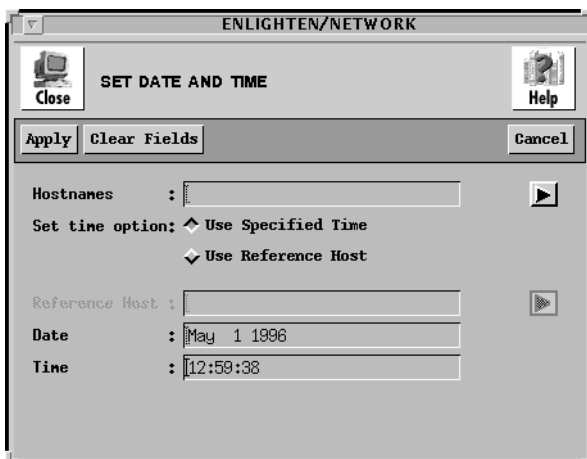 ENLIGHTEN/NETWORK
Close
SET DATE AND TIME
Help
Apply Clear Fields Cancel
Hostnames :
Set time option: Use Specified Time
Use Reference Host
Reference Host :
Date : May 1 1996
Time : 12:59:38